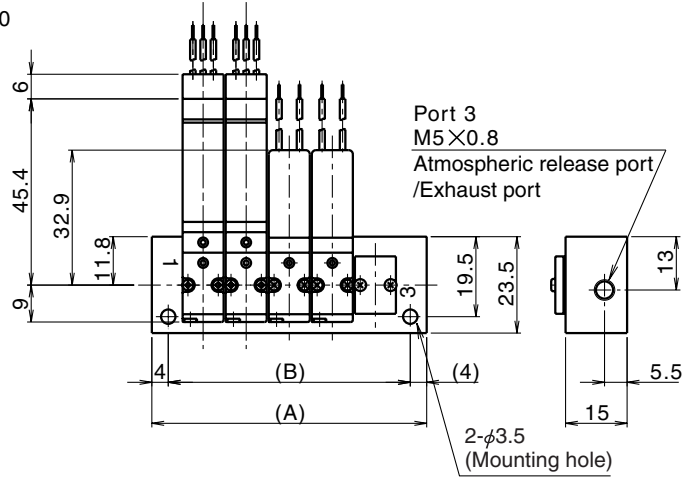 0
6
45.4
32.9
11.8
9
1
3
Port 3
M5×0.8
Atmospheric release port
/Exhaust port
19.5
23.5
13
4
(B)
(4)
(A)
5.5
15
2-φ3.5
(Mounting hole)